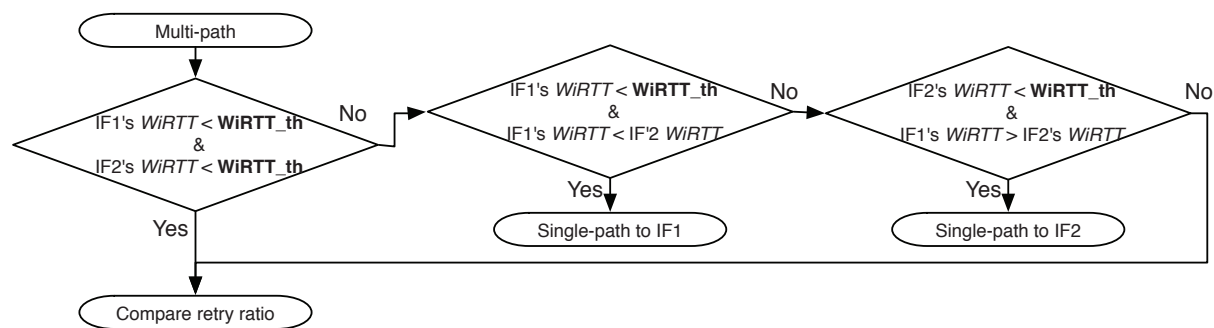 Multi-path
IF1's WiRTT < WiRTT_th
&
IF2's WiRTT < WiRTT_th
No
Yes
IF1's WiRTT < WiRTT_th
&
IF1's WiRTT < IF'2 WiRTT
No
Yes
Single-path to IF1
IF2's WiRTT < WiRTT_th
&
IF1's WiRTT > IF2's WiRTT
No
Yes
Single-path to IF2
Compare retry ratio